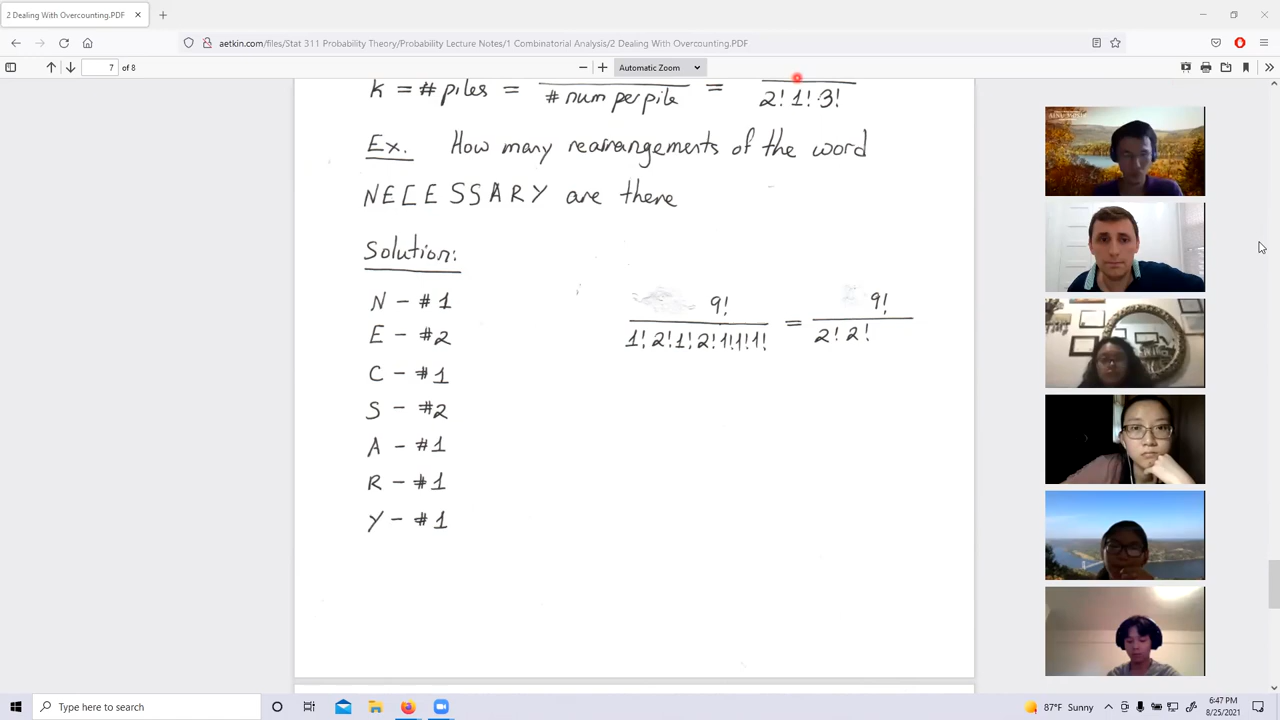 2 Dealing With Overcounting.PDF
aetkin.com/files/Stat 311 Probability Theory/Probability Lecture Notes/1 Combinatorial Analysis/2 Dealing With Overcounting.PDF
7 of 8
Automatic Zoom
K = # piles = # num per pile = 2! 1! 3!
Ex. How many rearrangements of the word
NECESSARY are there
Solution:
N - #1
E - #2
C - #1
S - #2
A - #1
R - #1
Y - #1
9! / 1! 2! 1! 2! 1! 1! 1! = 9! / 2! 2!
Type here to search
87°F Sunny
6:47 PM
8/25/2021